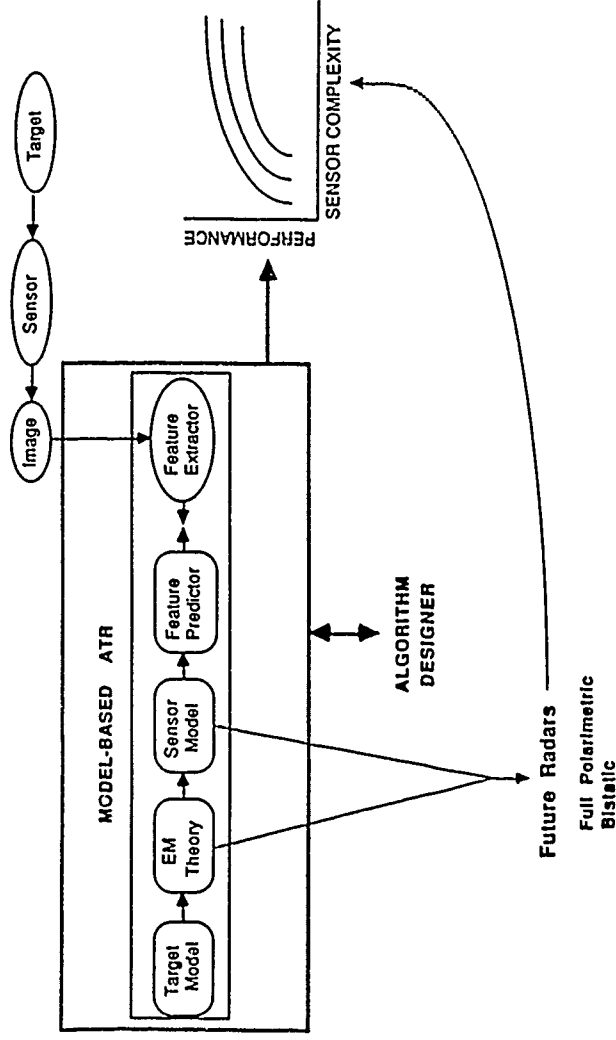 Target
Sensor
Image
MODEL-BASED ATR
Target
Model
EM
Theory
Sensor
Model
Feature
Predictor
Feature
Extractor
PERFORMANCE
SENSOR COMPLEXITY
ALGORITHM
DESIGNER
Future Radars
Full Polarimetric
Bistatic